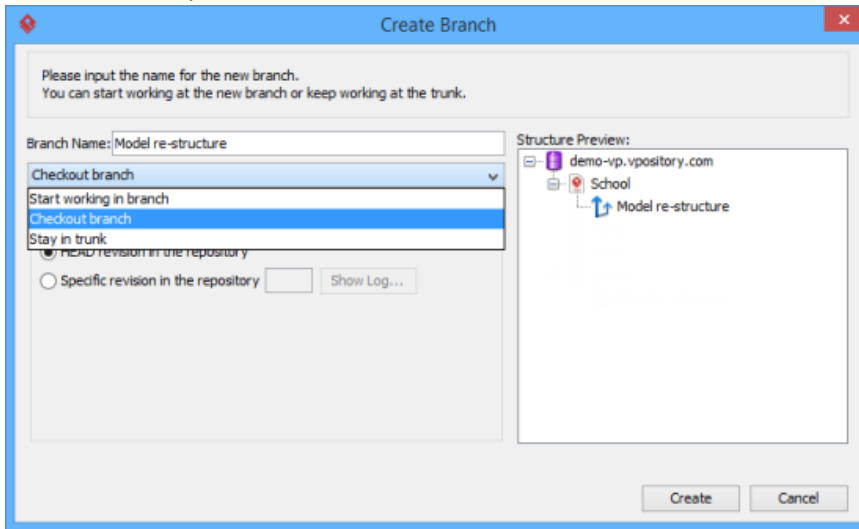 Create Branch
Please input the name for the new branch.
You can start working at the new branch or keep working at the trunk.
Branch Name: Model re-structure
Checkout branch
Start working in branch
Checkout branch
Stay in trunk
HEAD revision in the repository
Specific revision in the repository
Show Log...
Structure Preview:
demo-vp.vpository.com
School
Model re-structure
Create
Cancel